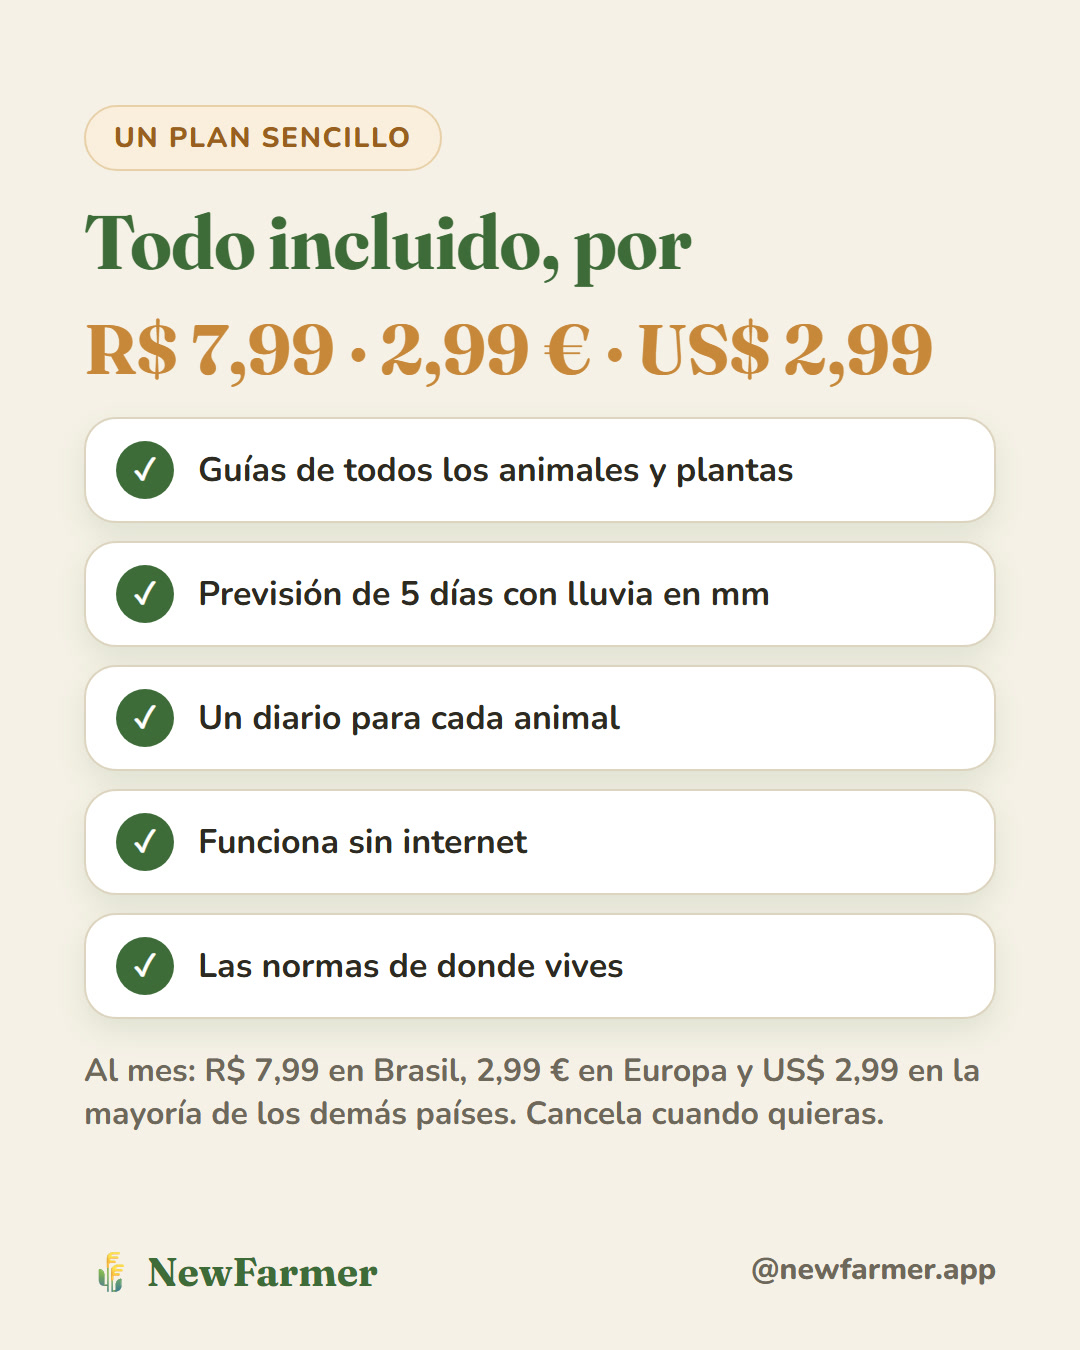 UN PLAN SENCILLO
Todo incluido, por
R$ 7,99 · 2,99 € · US$ 2,99
✓ Guías de todos los animales y plantas
✓ Previsión de 5 días con lluvia en mm
✓ Un diario para cada animal
✓ Funciona sin internet
✓ Las normas de donde vives
Al mes: R$ 7,99 en Brasil, 2,99 € en Europa y US$ 2,99 en la
mayoría de los demás países. Cancela cuando quieras.
NewFarmer
@newfarmer.app